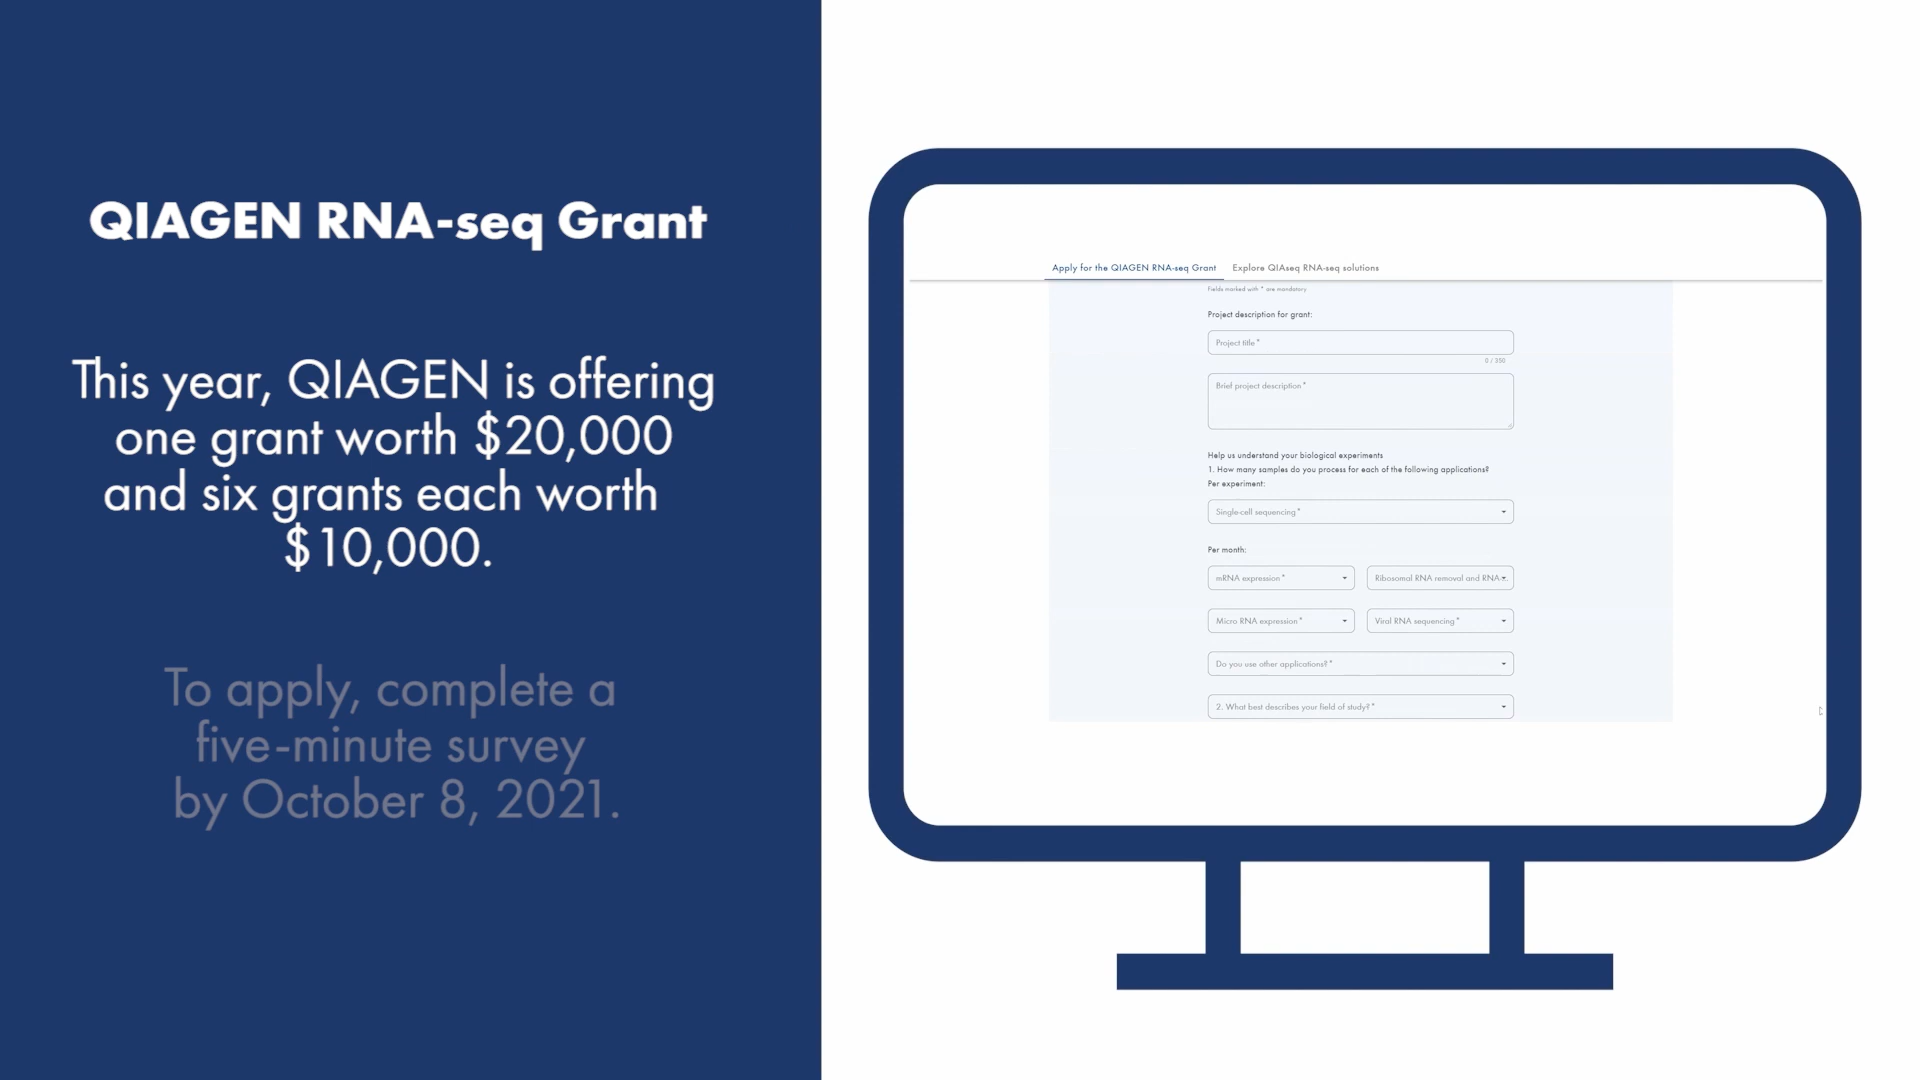 QIAGEN RNA-seq Grant
This year, QIAGEN is offering
one grant worth $20,000
and six grants each worth
$10,000.
To apply, complete a
five-minute survey
by October 8, 2021.
Apply for the QIAGEN RNA-seq Grant Explore QIAseq RNA-seq solutions
Fields marked with * are mandatory
Project description for grant:
Project title*
0 / 350
Brief project description*
Help us understand your biological experiments
1. How many samples do you process for each of the following applications?
Per experiment:
Single-cell sequencing*
Per month:
mRNA expression* Ribosomal RNA removal and RNA-
Micro RNA expression* Viral RNA sequencing*
Do you use other applications?*
2. What best describes your field of study?*